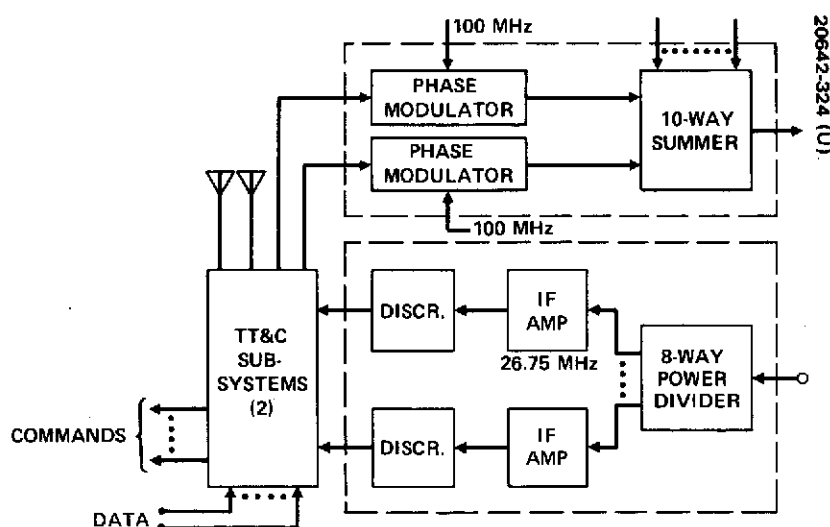 100 MHz
20642-324 (U)
PHASE
MODULATOR
10-WAY
SUMMER
PHASE
MODULATOR
100 MHz
TT&C
SUB-
SYSTEMS
(2)
DISCR.
IF
AMP
26.75 MHz
8-WAY
POWER
DIVIDER
COMMANDS
DISCR.
IF
AMP
DATA